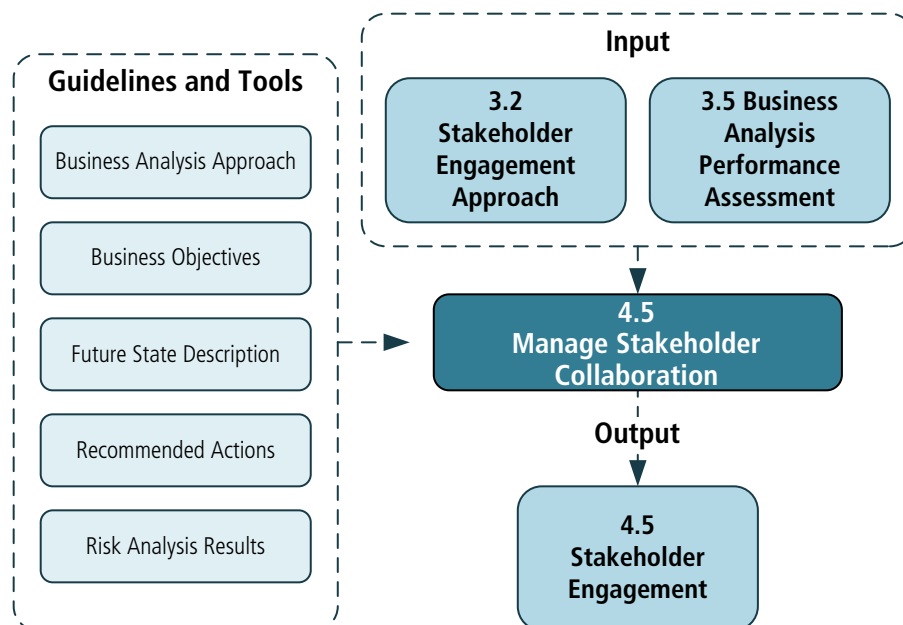 Guidelines and Tools
Business Analysis Approach
Business Objectives
Future State Description
Recommended Actions
Risk Analysis Results
Input
3.2
Stakeholder
Engagement
Approach
3.5 Business
Analysis
Performance
Assessment
4.5
Manage Stakeholder
Collaboration
Output
4.5
Stakeholder
Engagement